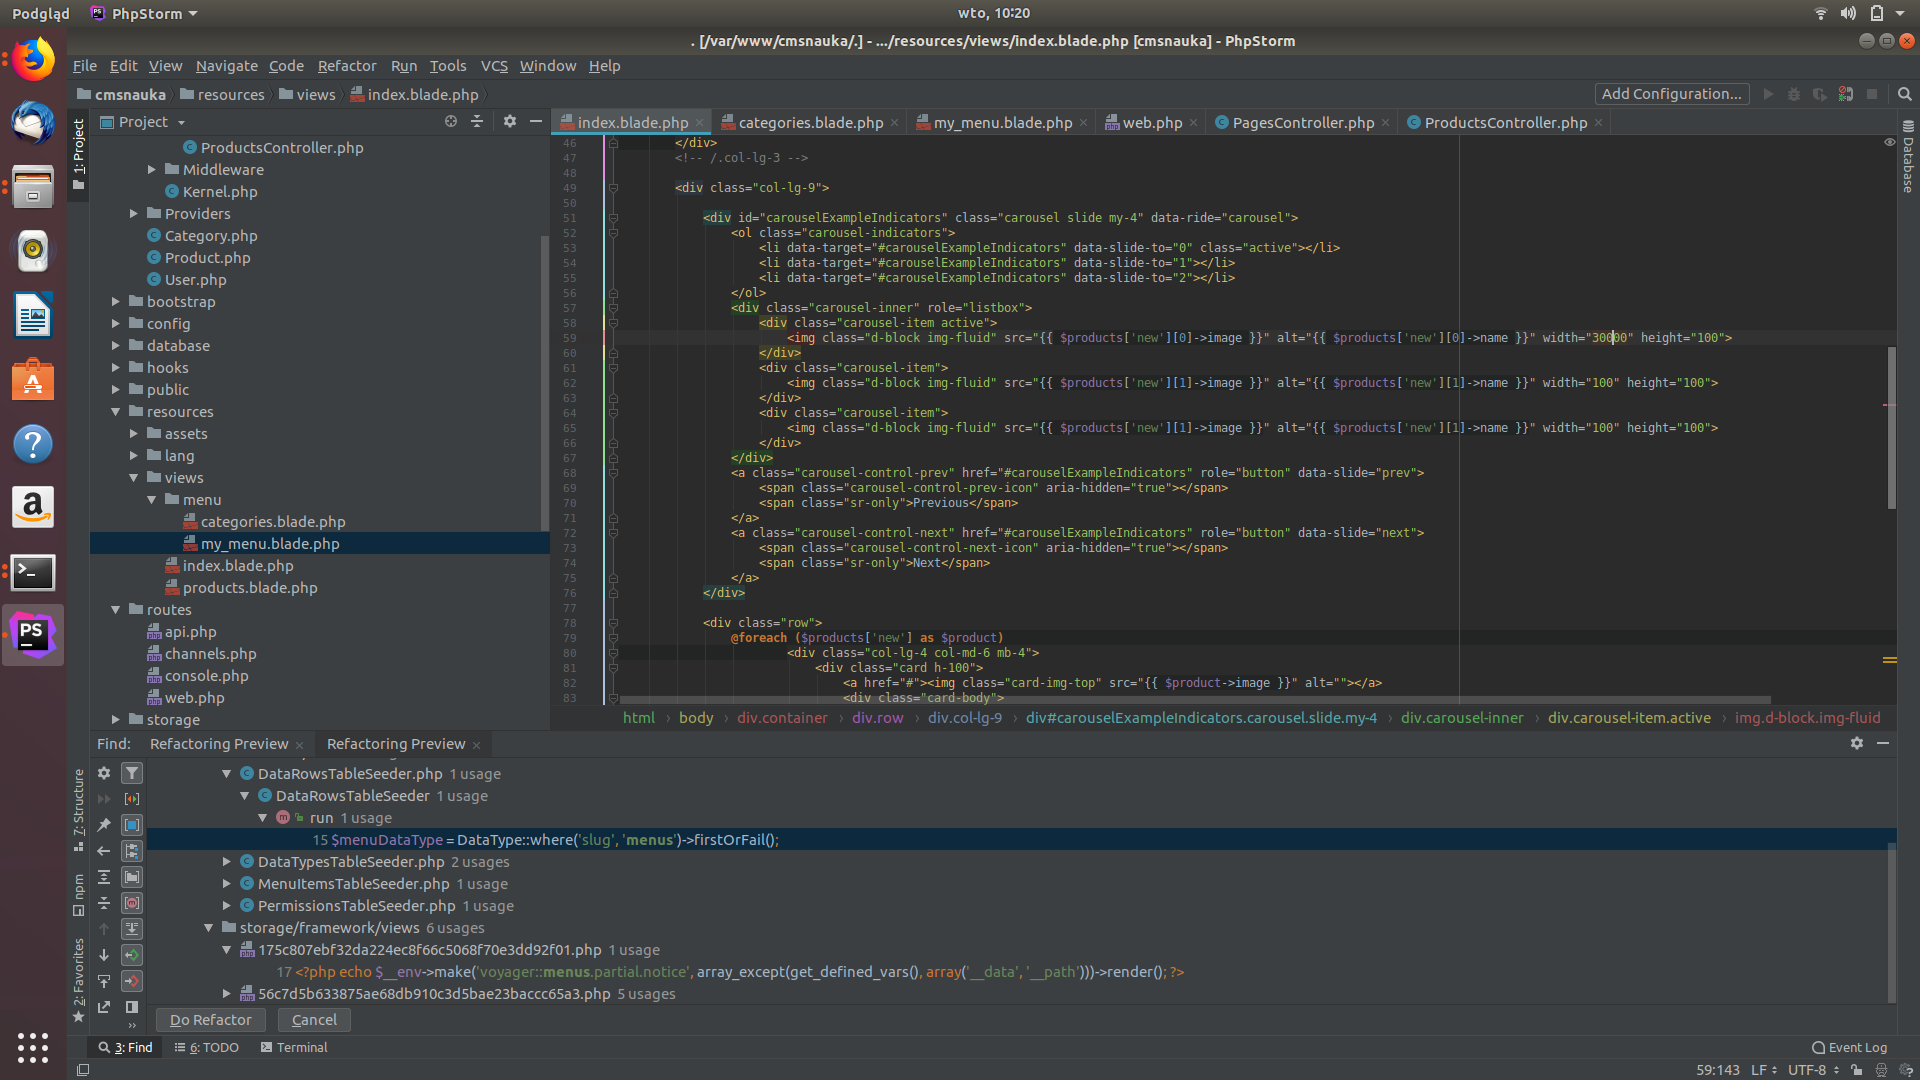 Podgląd PhpStorm wto, 10:20
. [/var/www/cmsnauka/.] - .../resources/views/index.blade.php [cmsnauka] - PhpStorm
File Edit View Navigate Code Refactor Run Tools VCS Window Help
cmsnauka resources views index.blade.php Add Configuration...
1: Project
Project
ProductsController.php
Middleware
Kernel.php
Providers
Category.php
Product.php
User.php
bootstrap
config
database
hooks
public
resources
assets
lang
views
menu
categories.blade.php
my_menu.blade.php
index.blade.php
products.blade.php
routes
api.php
channels.php
console.php
web.php
storage
index.blade.php categories.blade.php my_menu.blade.php web.php PagesController.php ProductsController.php
46 </div>
47 <!-- /.col-lg-3 -->
48
49 <div class="col-lg-9">
50
51 <div id="carouselExampleIndicators" class="carousel slide my-4" data-ride="carousel">
52 <ol class="carousel-indicators">
53 <li data-target="#carouselExampleIndicators" data-slide-to="0" class="active"></li>
54 <li data-target="#carouselExampleIndicators" data-slide-to="1"></li>
55 <li data-target="#carouselExampleIndicators" data-slide-to="2"></li>
56 </ol>
57 <div class="carousel-inner" role="listbox">
58 <div class="carousel-item active">
59 <img class="d-block img-fluid" src="{{ $products['new'][0]->image }}" alt="{{ $products['new'][0]->name }}" width="30000" height="100">
60 </div>
61 <div class="carousel-item">
62 <img class="d-block img-fluid" src="{{ $products['new'][1]->image }}" alt="{{ $products['new'][1]->name }}" width="100" height="100">
63 </div>
64 <div class="carousel-item">
65 <img class="d-block img-fluid" src="{{ $products['new'][1]->image }}" alt="{{ $products['new'][1]->name }}" width="100" height="100">
66 </div>
67 </div>
68 <a class="carousel-control-prev" href="#carouselExampleIndicators" role="button" data-slide="prev">
69 <span class="carousel-control-prev-icon" aria-hidden="true"></span>
70 <span class="sr-only">Previous</span>
71 </a>
72 <a class="carousel-control-next" href="#carouselExampleIndicators" role="button" data-slide="next">
73 <span class="carousel-control-next-icon" aria-hidden="true"></span>
74 <span class="sr-only">Next</span>
75 </a>
76 </div>
77
78 <div class="row">
79 @foreach ($products['new'] as $product)
80 <div class="col-lg-4 col-md-6 mb-4">
81 <div class="card h-100">
82 <a href="#"><img class="card-img-top" src="{{ $product->image }}" alt=""></a>
83 <div class="card-body">
html body div.container div.row div.col-lg-9 div#carouselExampleIndicators.carousel.slide.my-4 div.carousel-inner div.carousel-item.active img.d-block.img-fluid
Database
Find: Refactoring Preview Refactoring Preview
DataRowsTableSeeder.php 1 usage
DataRowsTableSeeder 1 usage
run 1 usage
15 $menuDataType = DataType::where('slug', 'menus')->firstOrFail();
DataTypesTableSeeder.php 2 usages
MenuItemsTableSeeder.php 1 usage
PermissionsTableSeeder.php 1 usage
storage/framework/views 6 usages
175c807ebf32da224ec8f66c5068f70e3dd92f01.php 1 usage
17 <?php echo $__env->make('voyager::menus.partial.notice', array_except(get_defined_vars(), array('__data', '__path')))->render(); ?>
56c7d5b633875ae68db910c3d5bae23baccc65a3.php 5 usages
Do Refactor Cancel
7: Structure
npm
2: Favorites
3: Find 6: TODO Terminal Event Log
59:143 LF UTF-8